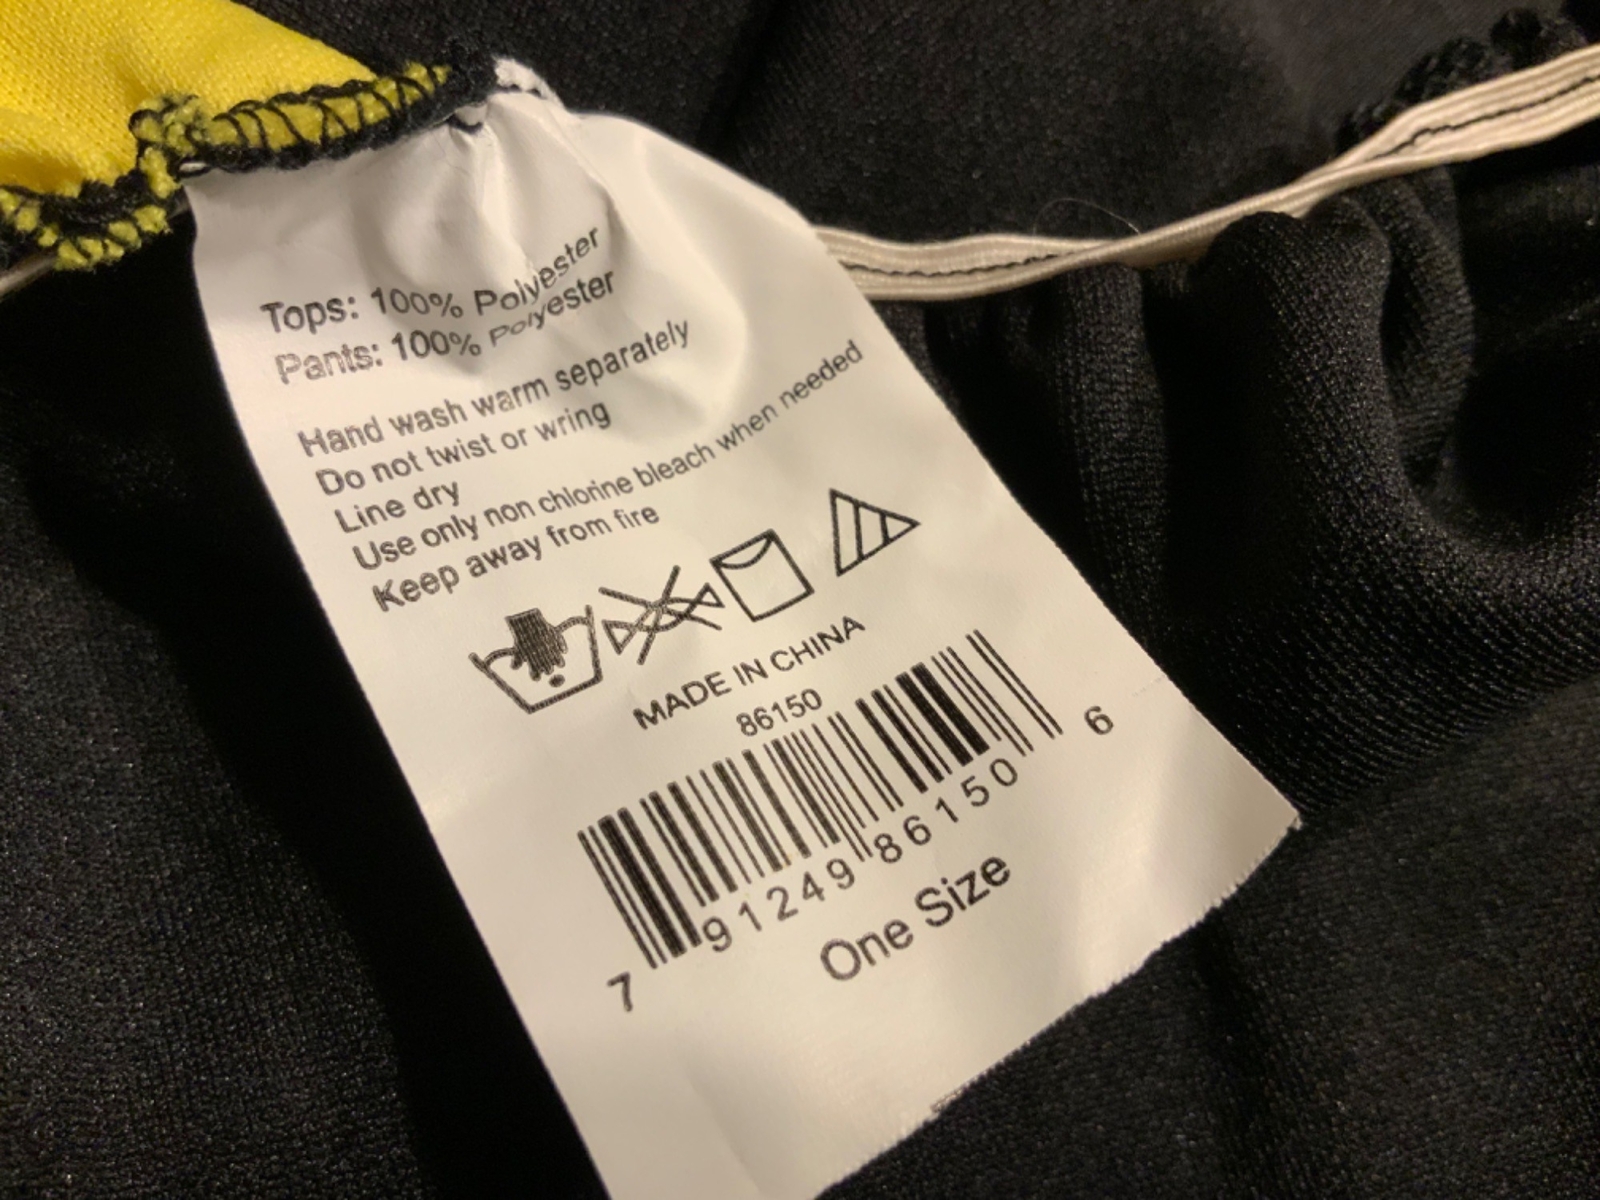 Tops: 100% Polyester
Pants: 100% Polyester
Hand wash warm separately
Do not twist or wring
Line dry
Use only non chlorine bleach when needed
Keep away from fire
MADE IN CHINA
86150
7 91249 86150 6
One Size